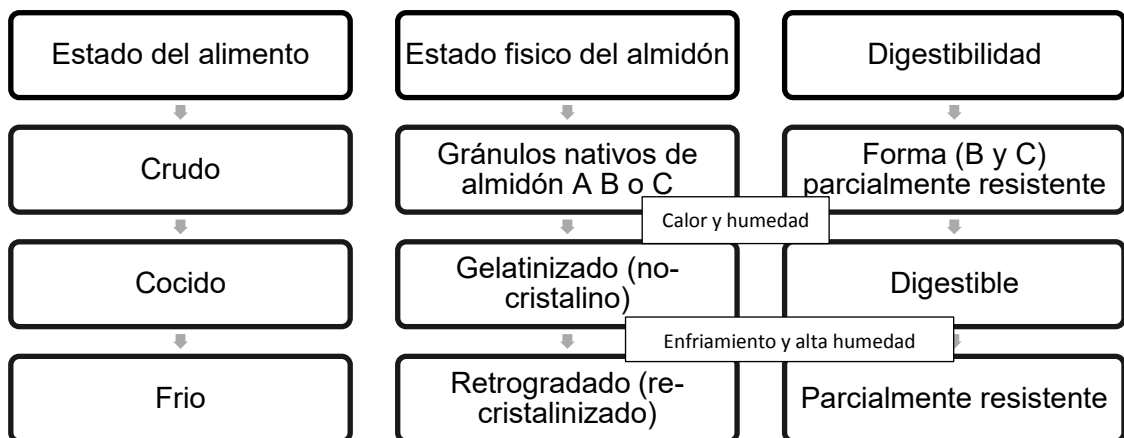 Estado del alimento
Estado fisico del almidón
Digestibilidad
Crudo
Gránulos nativos de
almidón A B o C
Forma (B y C)
parcialmente resistente
Calor y humedad
Cocido
Gelatinizado (no-
cristalino)
Digestible
Enfriamiento y alta humedad
Frio
Retrogradado (re-
cristalinizado)
Parcialmente resistente